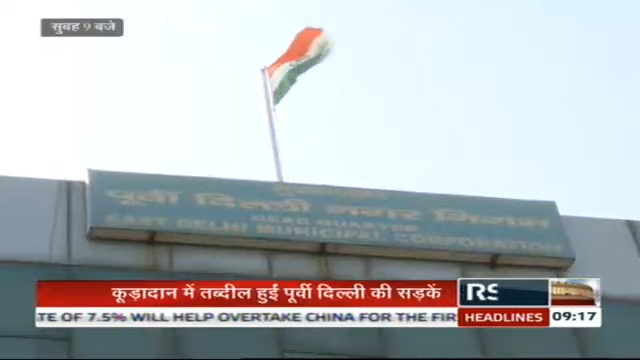 सुबह 9 बजे
पूर्वी दिल्ली नगर निगम
HEAD QUARTER
EAST DELHI MUNICIPAL CORPORATION
कूड़ादान में तब्दील हुईं पूर्वी दिल्ली की सड़कें
RS
TE OF 7.5% WILL HELP OVERTAKE CHINA FOR THE FIR
HEADLINES
09:17